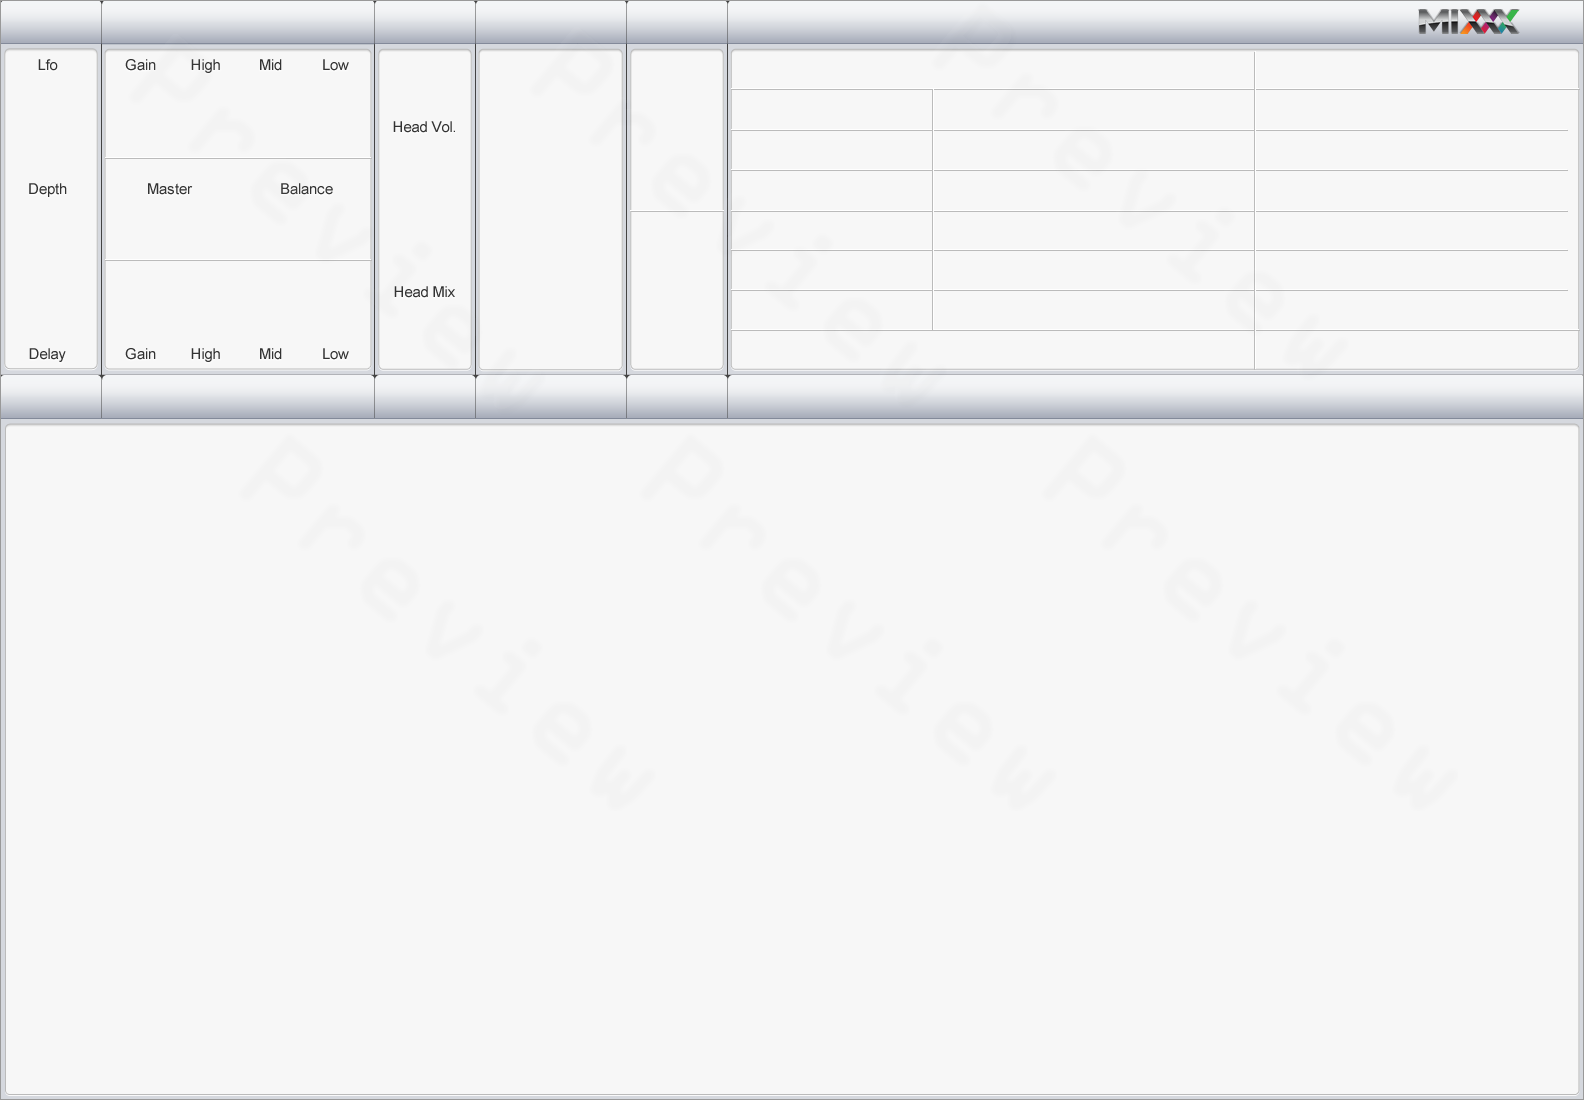 MIXXX
Lfo
Gain High Mid Low
Head Vol.
Depth
Master Balance
Head Mix
Delay
Gain High Mid Low
Preview
Preview
Preview
Preview
Preview
Preview